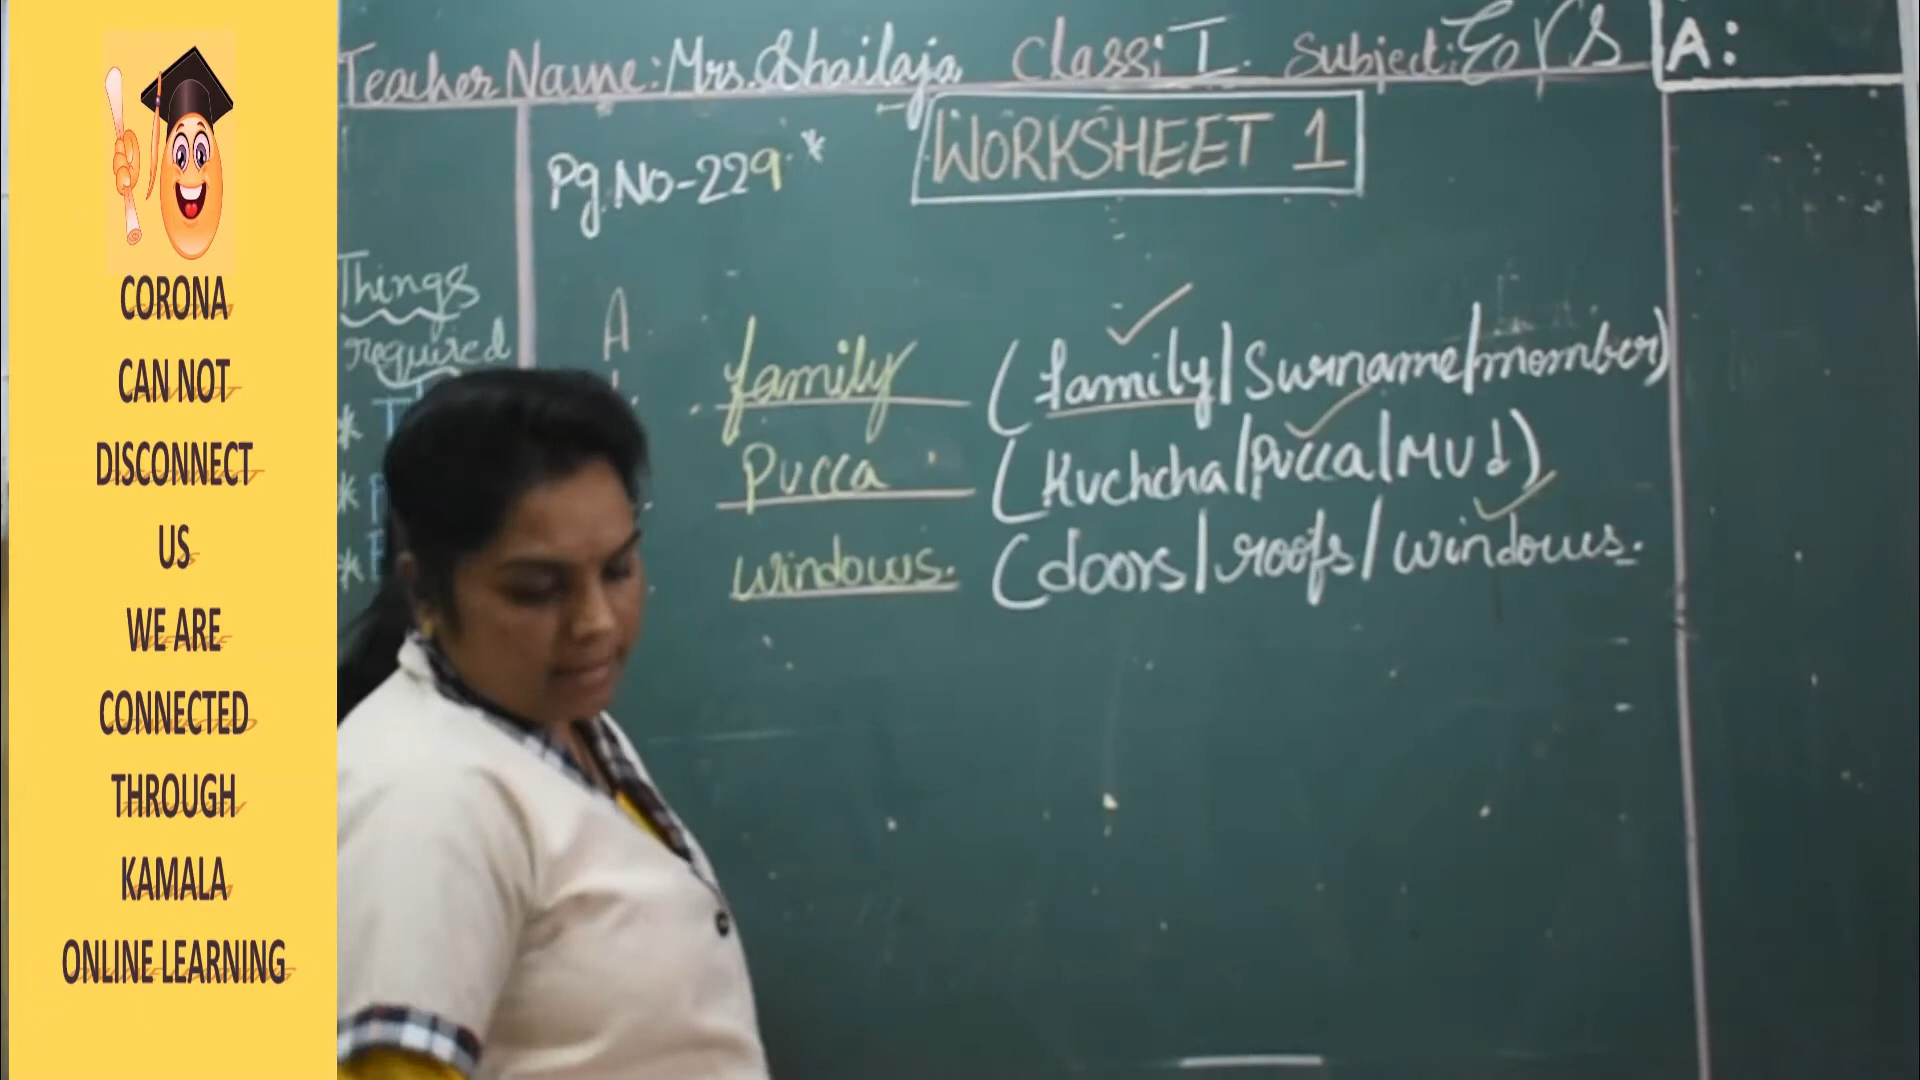 CORONA
CAN NOT
DISCONNECT
US
WE ARE
CONNECTED
THROUGH
KAMALA
ONLINE LEARNING
Teacher Name: Mrs. Shailaja, Class: I. Subject: EVS
A:
Pg.No-229. *
WORKSHEET 1
Things
required
A
family (family/Surname/member)
Pucca (Kuchcha/Pucca/Mud)
windows. (doors/roofs/windows.